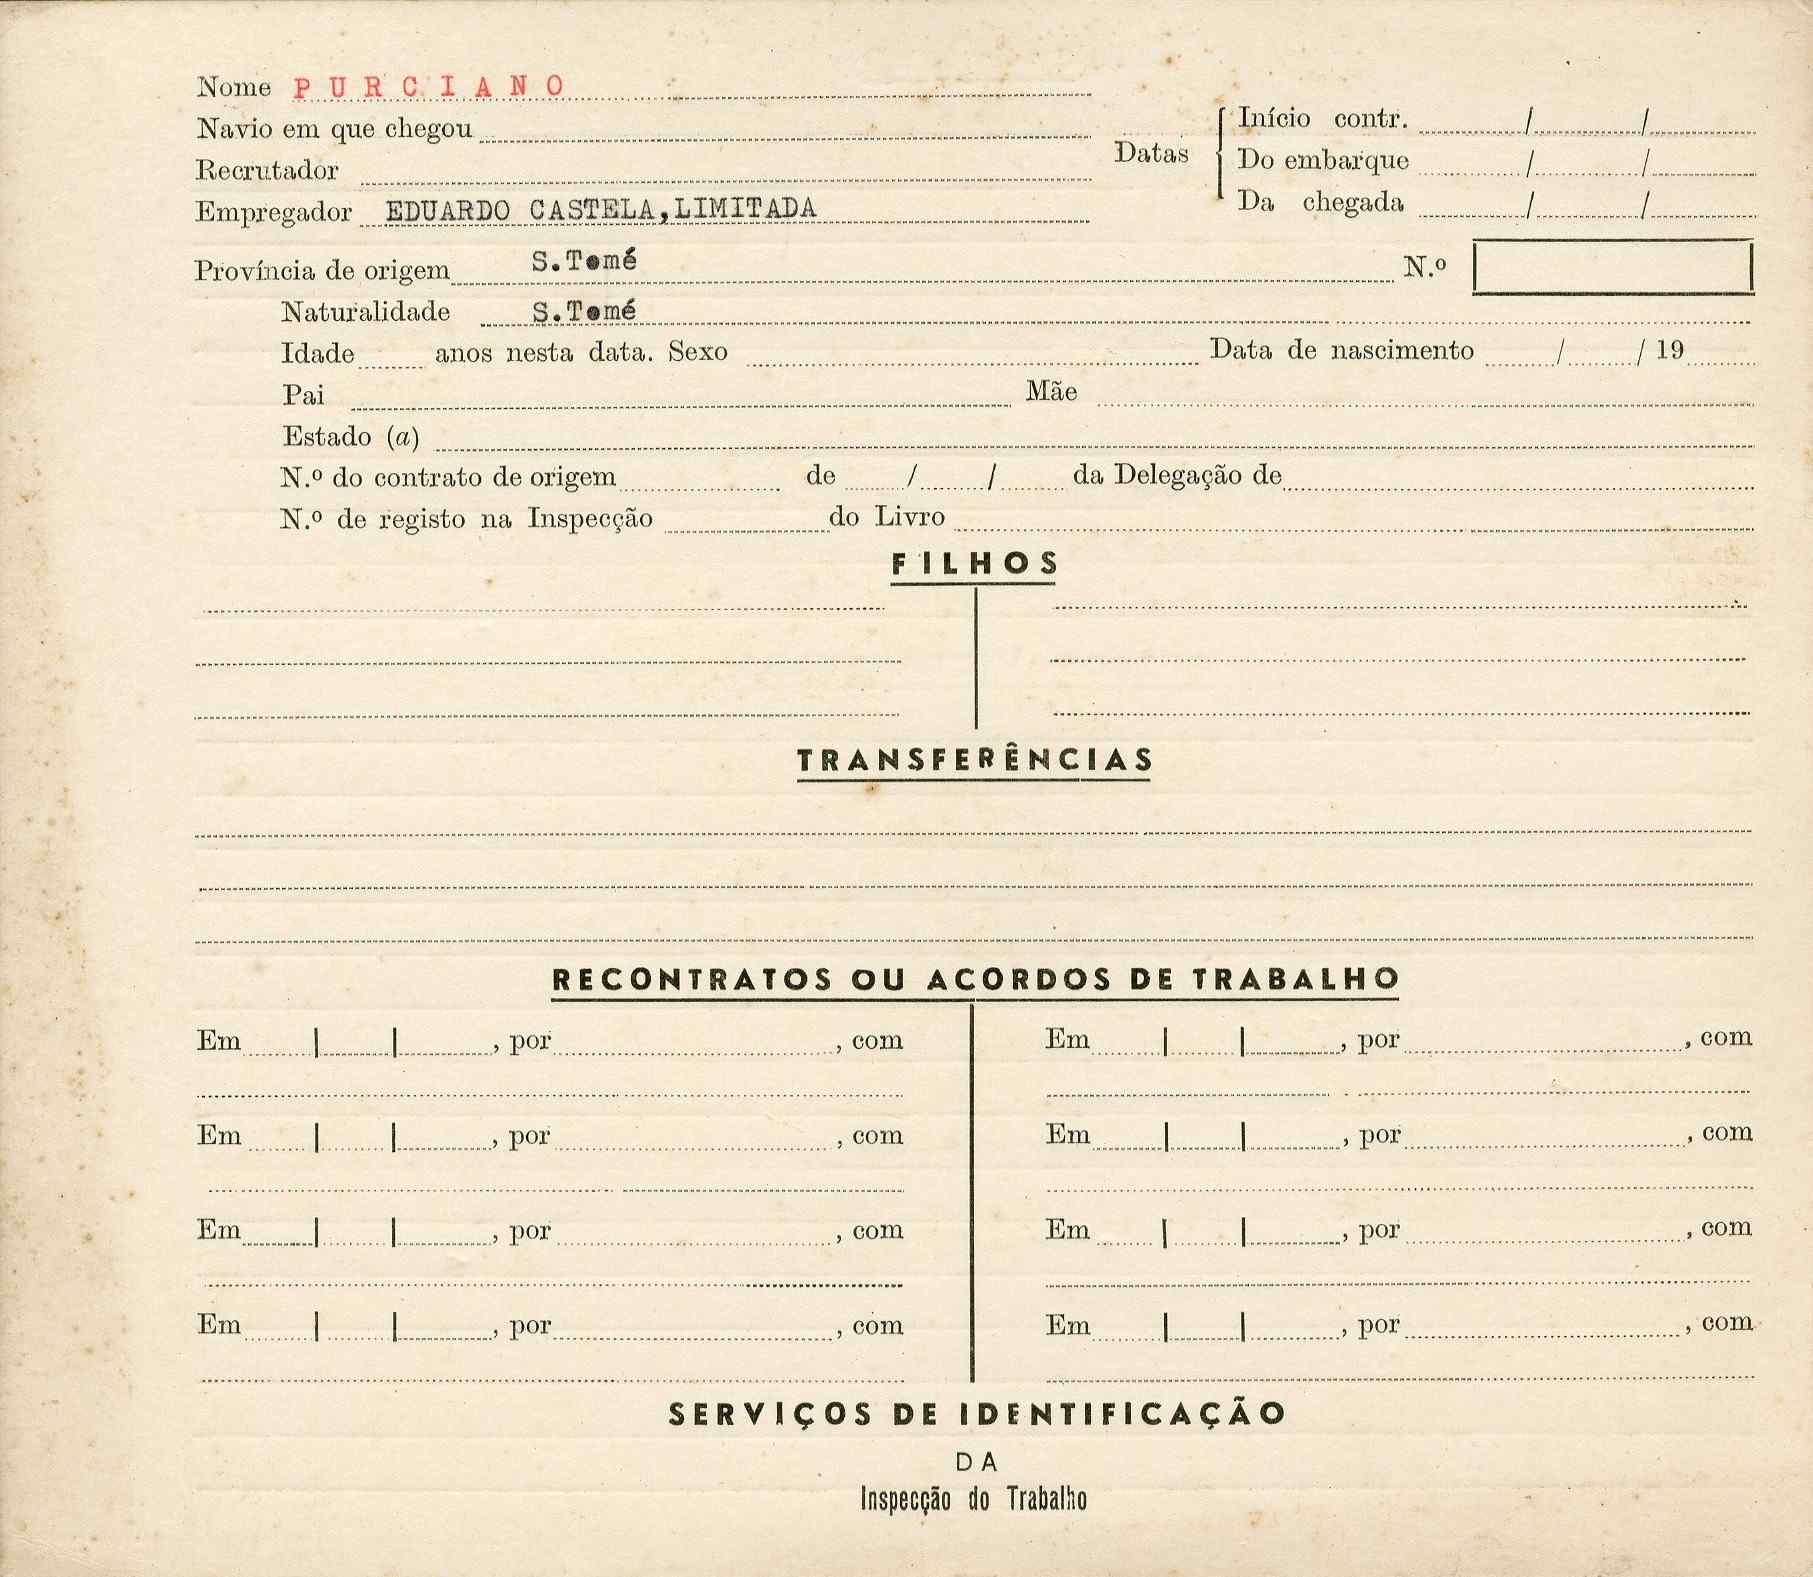 Nome PURCIANO
Navio em que chegou
Recrutador
Empregador EDUARDO CASTELA,LIMITADA
Datas
Início contr. / /
Do embarque / /
Da chegada / /
Província de origem S.Tomé N.º
Naturalidade S.Tomé
Idade anos nesta data. Sexo Data de nascimento / / 19
Pai Mãe
Estado (a)
N.º do contrato de origem de / / da Delegação de
N.º de registo na Inspecção do Livro
FILHOS
TRANSFERÊNCIAS
RECONTRATOS OU ACORDOS DE TRABALHO
Em | | , por , com Em | | , por , com
Em | | , por , com Em | | , por , com
Em | | , por , com Em | | , por , com
Em | | , por , com Em | | , por , com
SERVIÇOS DE IDENTIFICAÇÃO
DA
Inspecção do Trabalho